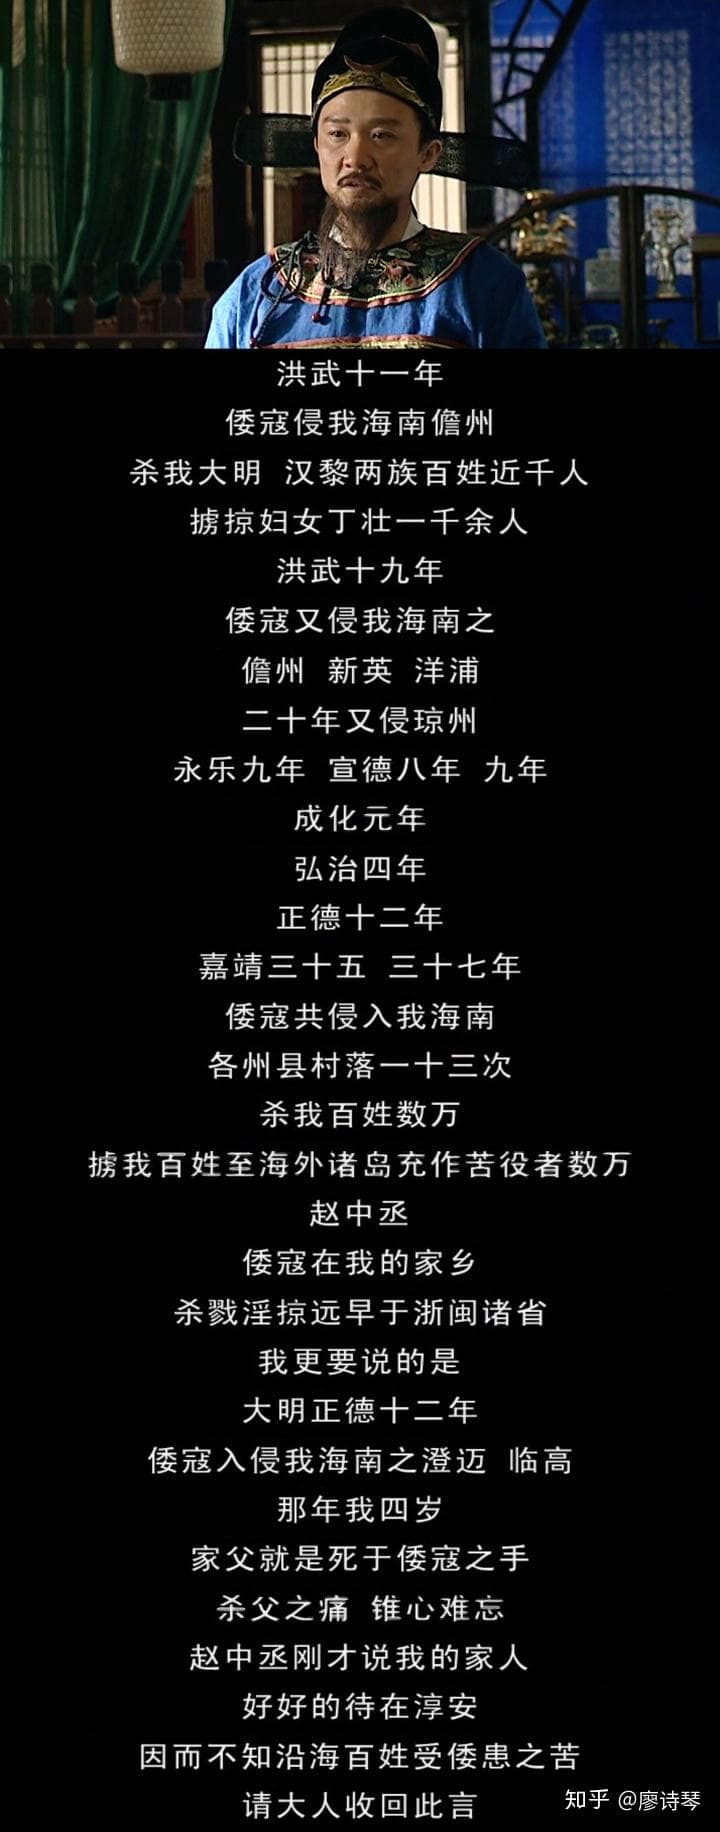 洪武十一年
倭寇侵我海南儋州
杀我大明 汉黎两族百姓近千人
掳掠妇女丁壮一千余人
洪武十九年
倭寇又侵我海南之
儋州 新英 洋浦
二十年又侵琼州
永乐九年 宣德八年 九年
成化元年
弘治四年
正德十二年
嘉靖三十五 三十七年
倭寇共侵入我海南
各州县村落一十三次
杀我百姓数万
掳我百姓至海外诸岛充作苦役者数万
赵中丞
倭寇在我的家乡
杀戮淫掠远早于浙闽诸省
我更要说的是
大明正德十二年
倭寇入侵我海南之澄迈 临高
那年我四岁
家父就是死于倭寇之手
杀父之痛 锥心难忘
赵中丞刚才说我的家人
好好的待在淳安
因而不知沿海百姓受倭患之苦
请大人收回此言
知乎 @廖诗琴